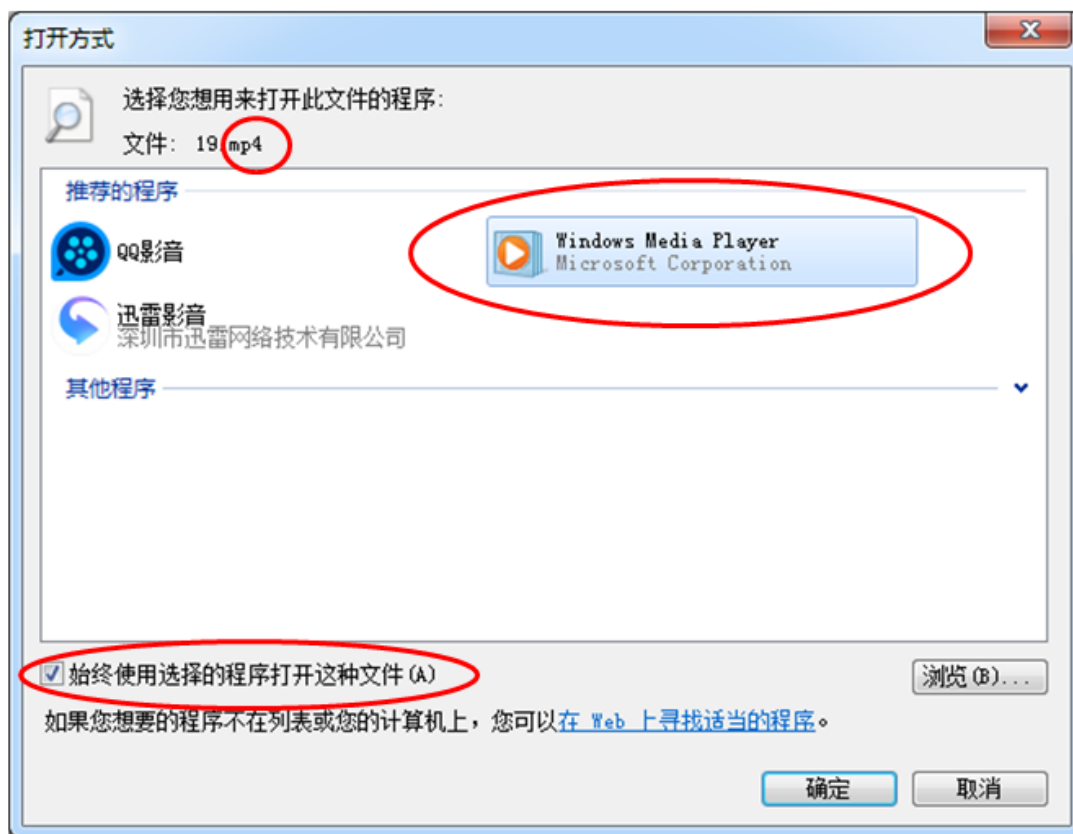 打开方式
选择您想用来打开此文件的程序:
文件: 19.mp4
推荐的程序
QQ影音
Windows Media Player
Microsoft Corporation
迅雷影音
深圳市迅雷网络技术有限公司
其他程序
始终使用选择的程序打开这种文件(A)
浏览(B)...
如果您想要的程序不在列表或您的计算机上，您可以在 Web 上寻找适当的程序。
确定
取消